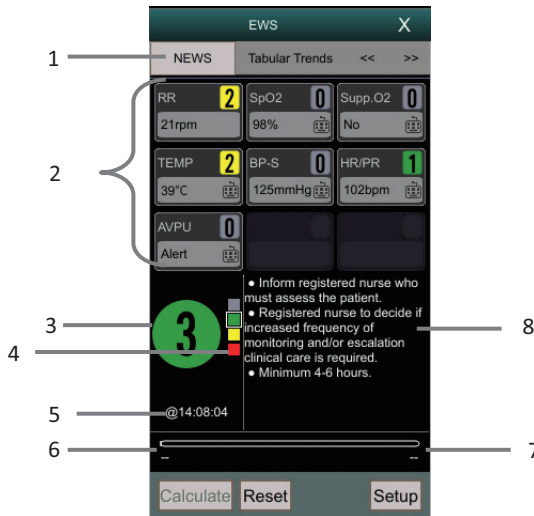 EWS X
1
NEWS Tabular Trends << >>
RR 2 SpO2 0 Supp.O2 0
21rpm 98% No
2
TEMP 2 BP-S 0 HR/PR 1
39°C 125mmHg 102bpm
AVPU 0
Alert
● Inform registered nurse who
must assess the patient.
● Registered nurse to decide if
increased frequency of
monitoring and/or escalation
clinical care is required.
● Minimum 4-6 hours.
3
3
4
8
5
@14:08:04
6
7
-- --
Calculate Reset Setup